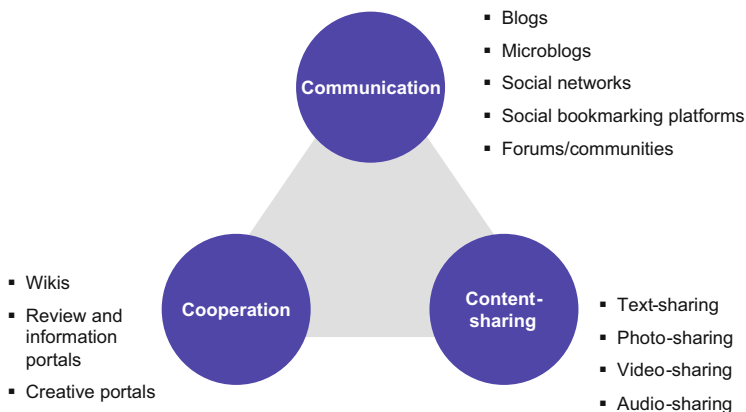 Communication
▪ Blogs
▪ Microblogs
▪ Social networks
▪ Social bookmarking platforms
▪ Forums/communities
Cooperation
▪ Wikis
▪ Review and
information
portals
▪ Creative portals
Content-
sharing
▪ Text-sharing
▪ Photo-sharing
▪ Video-sharing
▪ Audio-sharing